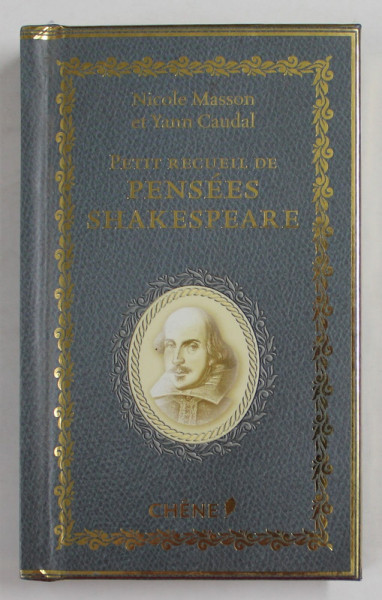 Nicole Masson
et Yann Caudal
PETIT RECUEIL DE
PENSÉES
SHAKESPEARE
CHÊNE